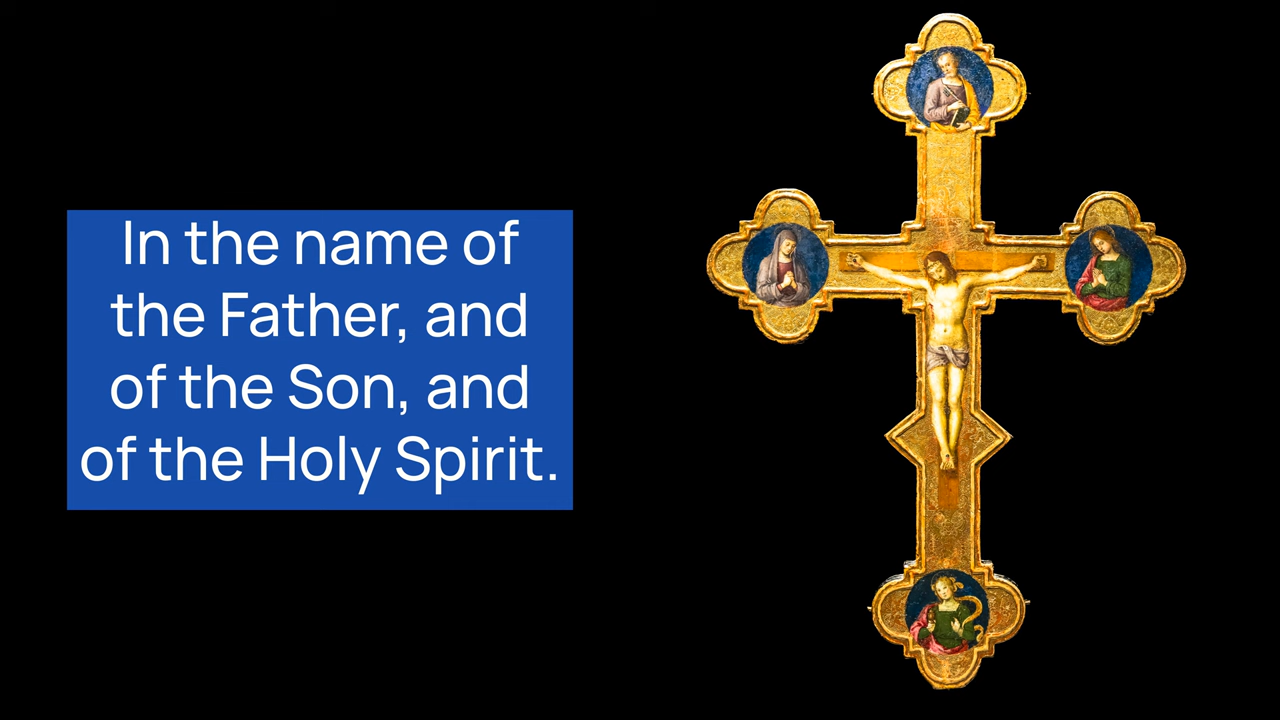 In the name of
the Father, and
of the Son, and
of the Holy Spirit.